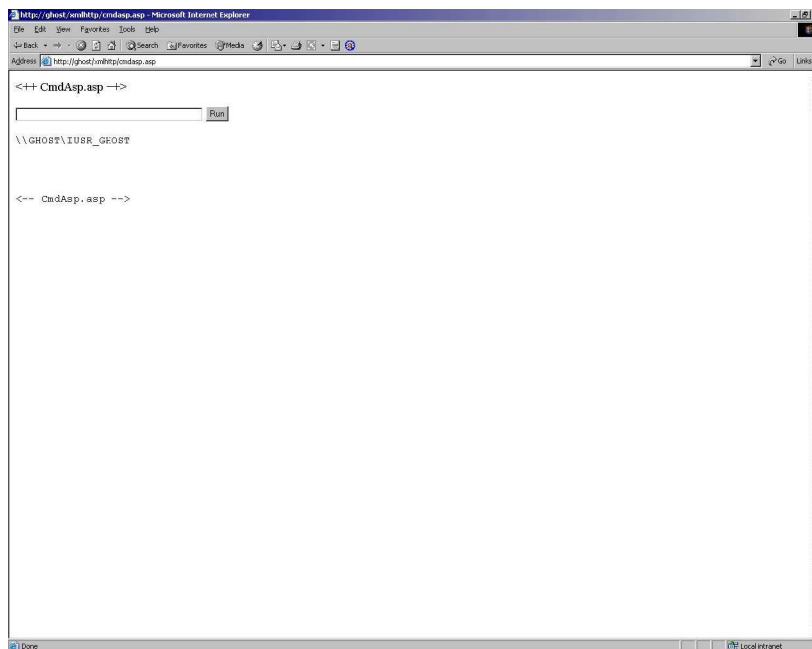 http://ghost/xmlhttp/cmdasp.asp - Microsoft Internet Explorer
File Edit View Favorites Tools Help
Back Search Favorites Media
Address http://ghost/xmlhttp/cmdasp.asp Go Links
<++ CmdAsp.asp ++>
Run
\\GHOST\IUSR_GHOST
<-- CmdAsp.asp -->
Done Local intranet